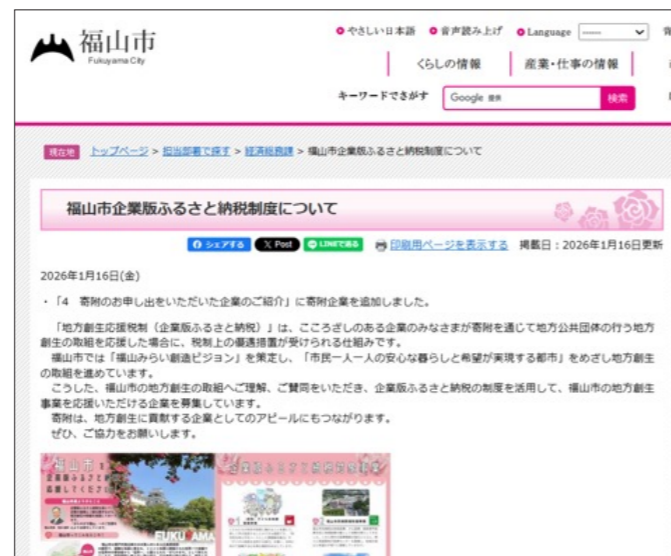 福山市
Fukuyama City
やさしい日本語 音声読み上げ Language
くらしの情報 産業・仕事の情報
キーワードでさがす Google 提供 検索
現在地 トップページ > 担当部署で探す > 経済総務課 > 福山市企業版ふるさと納税制度について
福山市企業版ふるさと納税制度について
シェアする X Post LINEで送る 印刷用ページを表示する 掲載日：2026年1月16日更新
2026年1月16日(金)
・「4 寄附のお申し出をいただいた企業のご紹介」に寄附企業を追加しました。
「地方創生応援税制（企業版ふるさと納税）」は、こころざしのある企業のみなさまが寄附を通じて地方公共団体の行う地方
創生の取組を応援した場合に、税制上の優遇措置が受けられる仕組みです。
福山市では「福山みらい創造ビジョン」を策定し、「市民一人一人の安心な暮らしと希望が実現する都市」をめざし地方創生
の取組を進めています。
こうした、福山市の地方創生の取組へご理解、ご賛同をいただき、企業版ふるさと納税の制度を活用して、福山市の地方創生
事業を応援いただける企業を募集しています。
寄附は、地方創生に貢献する企業としてのアピールにもつながります。
ぜひ、ご協力をお願いします。
福山市を
企業版ふるさと納税で
応援してください
FUKUYAMA